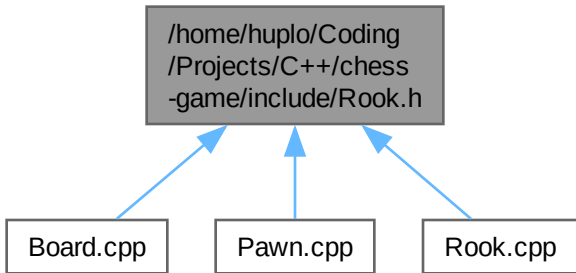 /home/huplo/Coding
/Projects/C++/chess
-game/include/Rook.h
Board.cpp
Pawn.cpp
Rook.cpp